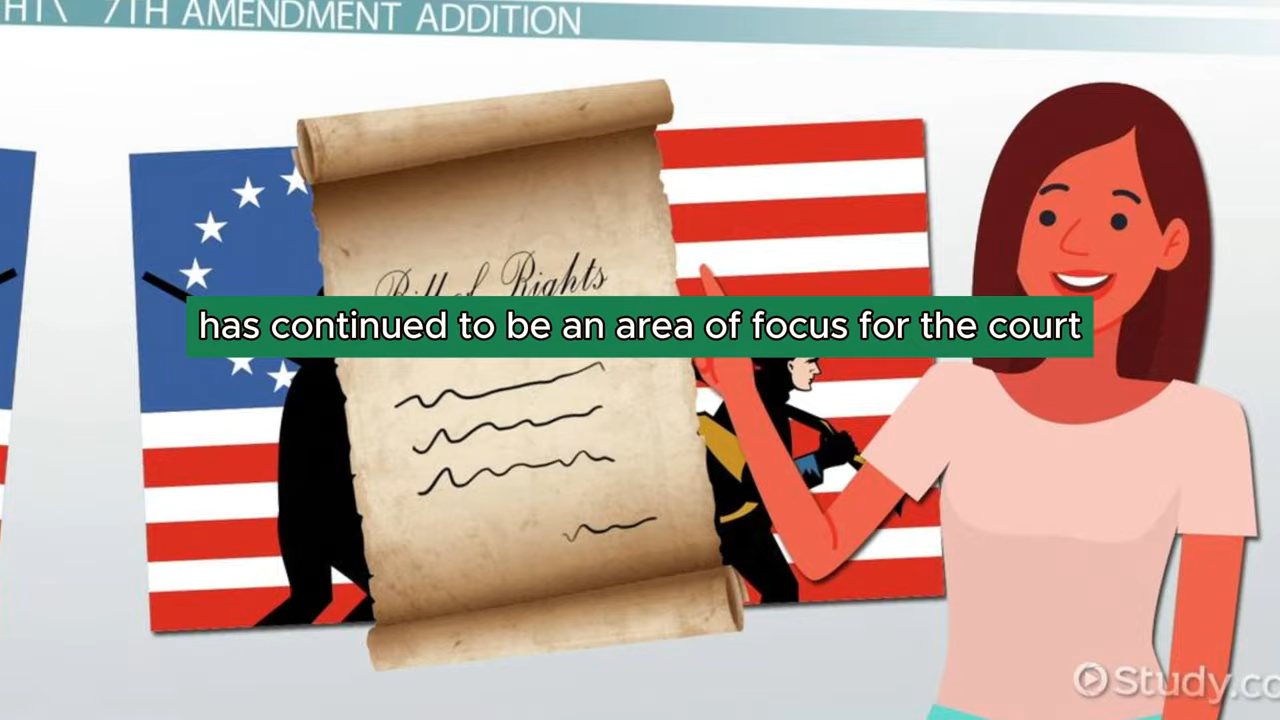 7TH AMENDMENT ADDITION
Bill of Rights
has continued to be an area of focus for the court
Study.co